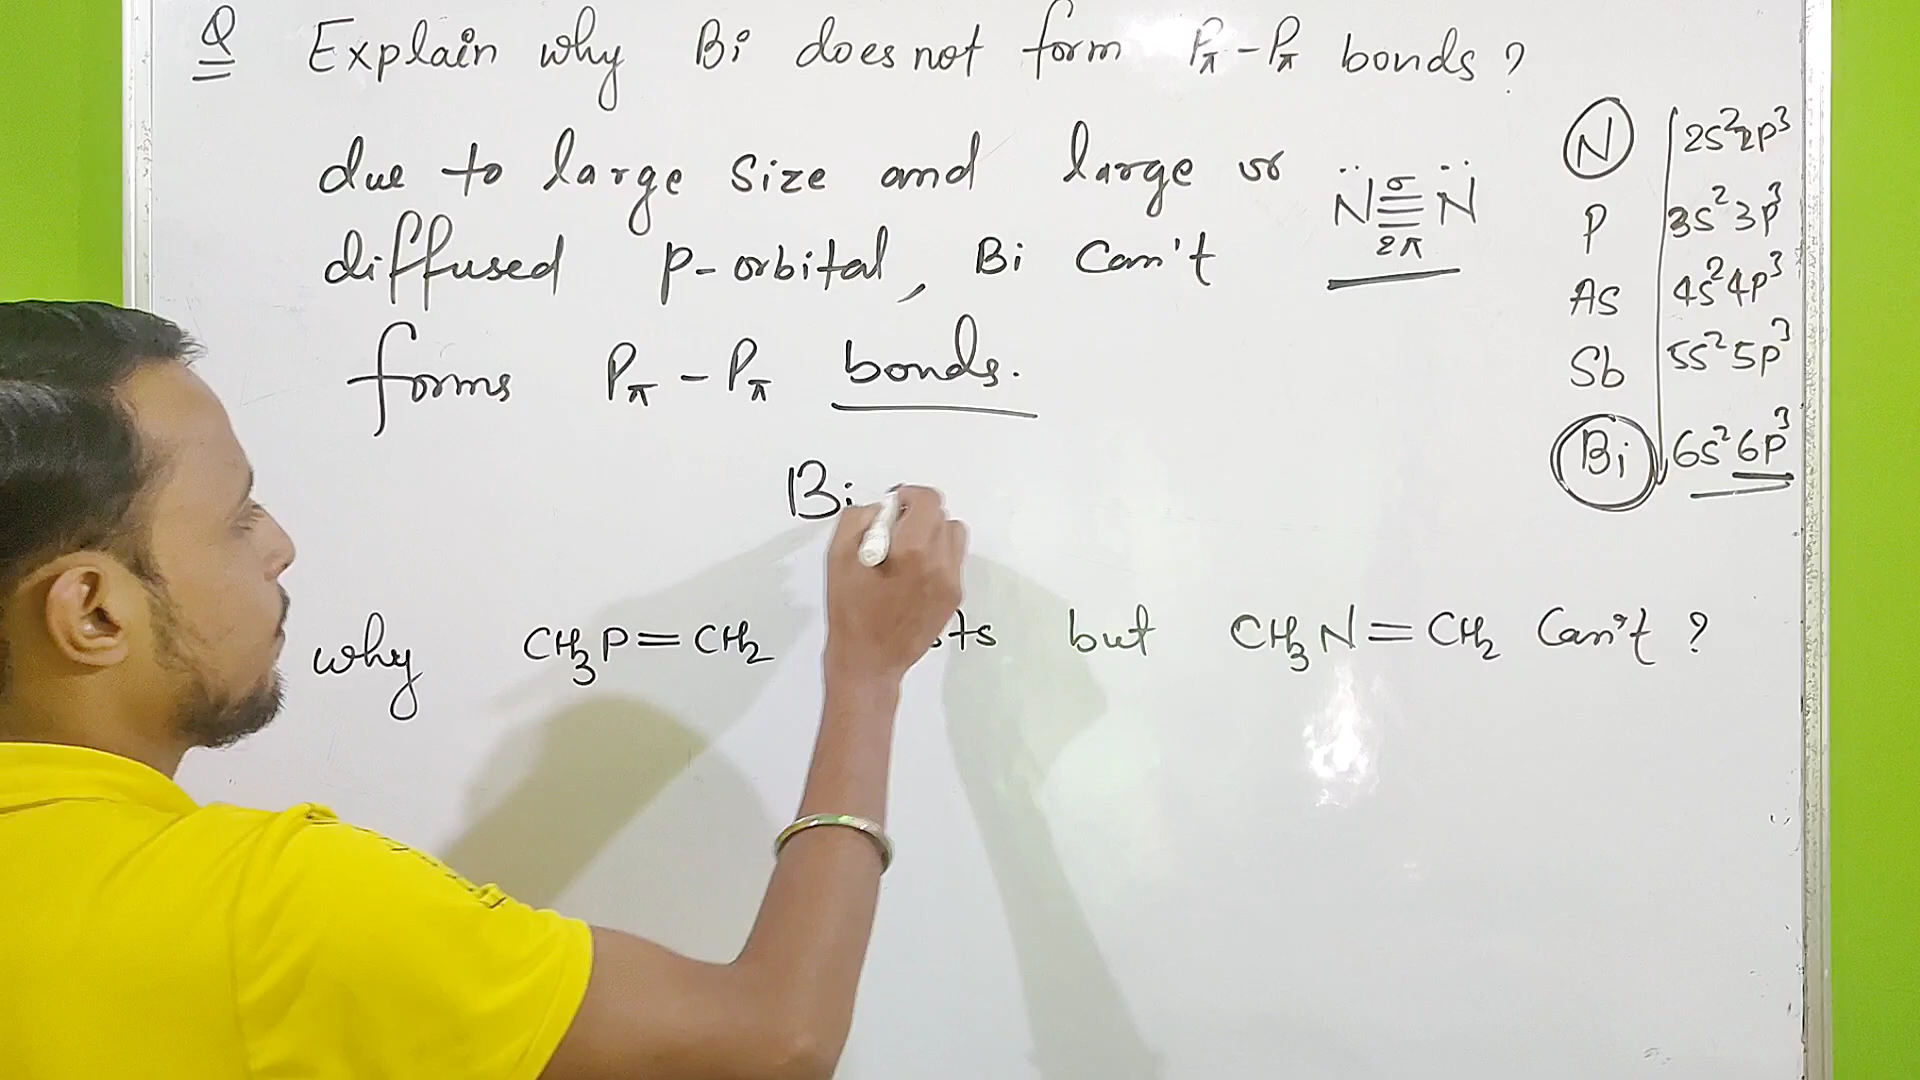 Q Explain why Bi does not form Pπ-Pπ bonds?
due to large size and large or
diffused p-orbital, Bi can't
forms Pπ-Pπ bonds.
Bi
why CH3P=CH2 but CH3N=CH2 Can't?
N̈≡N̈
σ
2π
N 2s²2p³
P 3s²3p³
As 4s²4p³
Sb 5s²5p³
Bi 6s²6p³